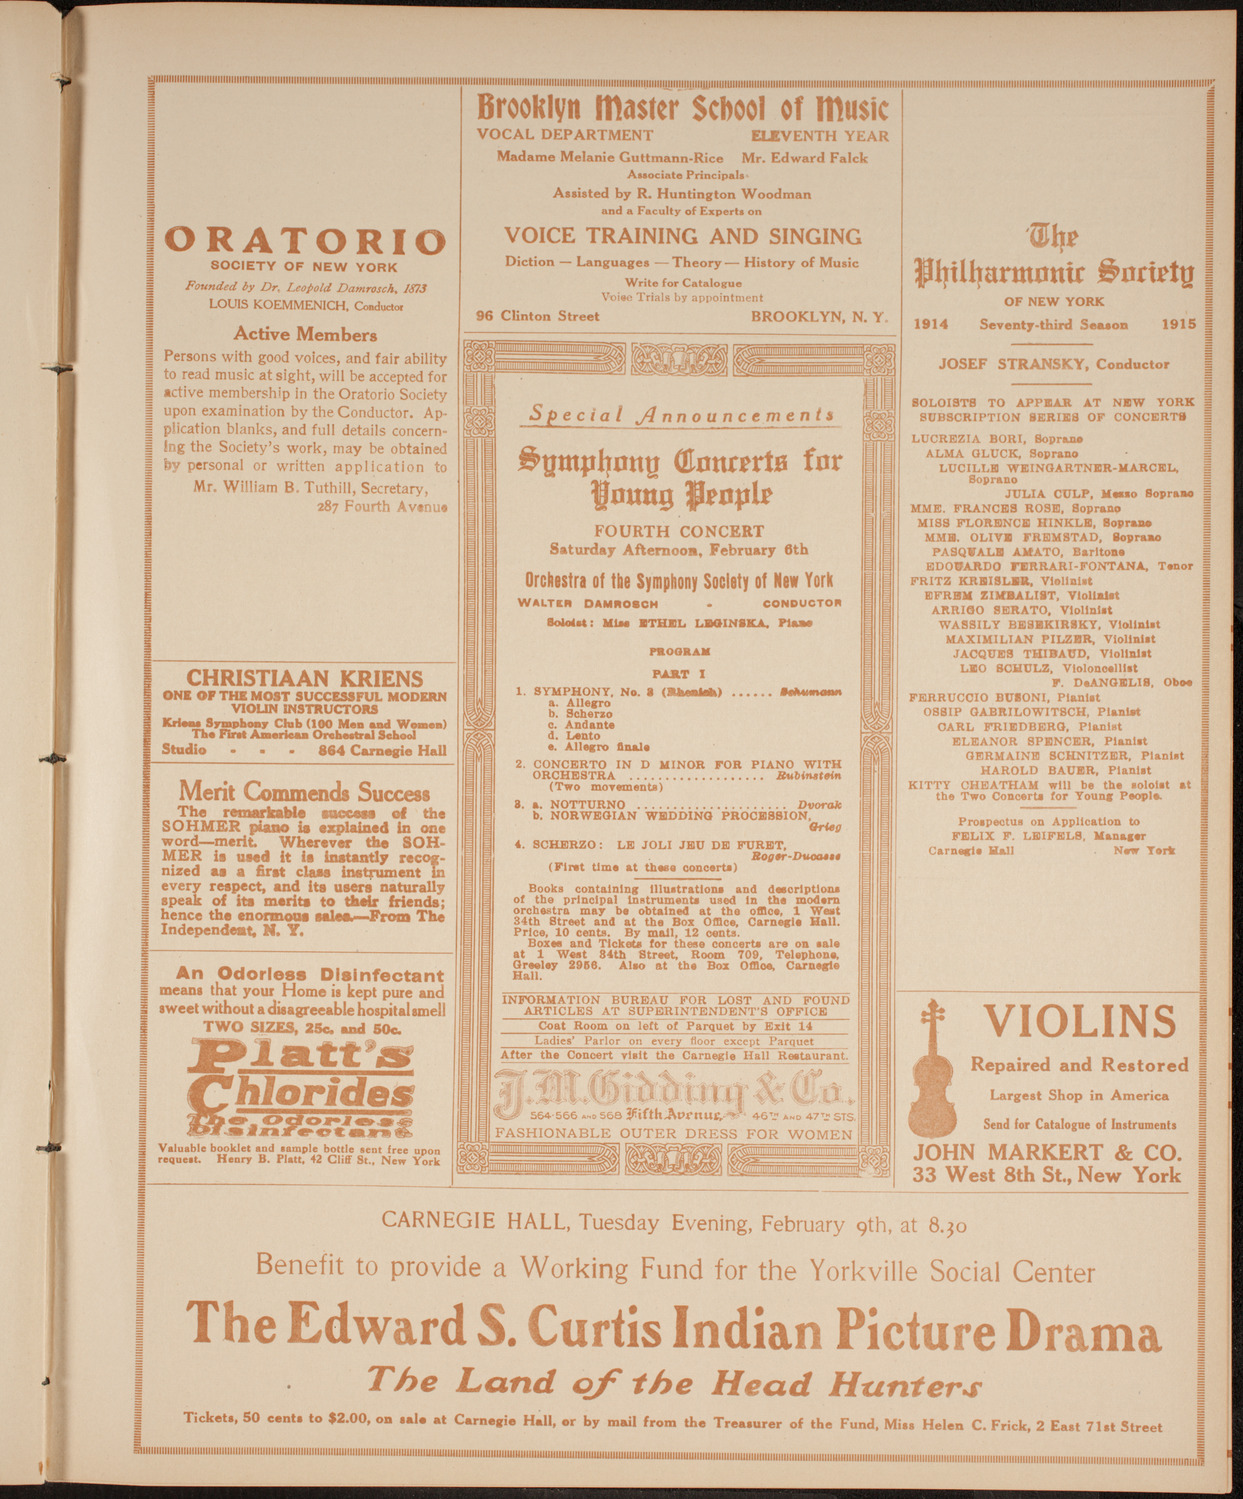 ORATORIO
SOCIETY OF NEW YORK
Founded by Dr. Leopold Damrosch, 1873
LOUIS KOEMMENICH, Conductor
Active Members
Persons with good voices, and fair ability
to read music at sight, will be accepted for
active membership in the Oratorio Society
upon examination by the Conductor. Ap-
plication blanks, and full details concern-
ing the Society's work, may be obtained
by personal or written application to
Mr. William B. Tuthill, Secretary,
287 Fourth Avenue
CHRISTIAAN KRIENS
ONE OF THE MOST SUCCESSFUL MODERN
VIOLIN INSTRUCTORS
Kriens Symphony Club (100 Men and Women)
The First American Orchestral School
Studio - - - 864 Carnegie Hall
Merit Commends Success
The remarkable success of the
SOHMER piano is explained in one
word—merit. Wherever the SOH-
MER is used it is instantly recog-
nized as a first class instrument in
every respect, and its users naturally
speak of its merits to their friends;
hence the enormous sales.—From The
Independent, N. Y.
An Odorless Disinfectant
means that your Home is kept pure and
sweet without a disagreeable hospital smell
TWO SIZES, 25c. and 50c.
Platt's
Chlorides
The Odorless
Disinfectant
Valuable booklet and sample bottle sent free upon
request. Henry B. Platt, 42 Cliff St., New York
Brooklyn Master School of Music
VOCAL DEPARTMENT ELEVENTH YEAR
Madame Melanie Guttmann-Rice Mr. Edward Falck
Associate Principals
Assisted by R. Huntington Woodman
and a Faculty of Experts on
VOICE TRAINING AND SINGING
Diction — Languages — Theory — History of Music
Write for Catalogue
Voice Trials by appointment
96 Clinton Street BROOKLYN, N. Y.
Special Announcements
Symphony Concerts for
Young People
FOURTH CONCERT
Saturday Afternoon, February 6th
Orchestra of the Symphony Society of New York
WALTER DAMROSCH - CONDUCTOR
Soloist: Miss ETHEL LEGINSKA, Piano
PROGRAM
PART I
1. SYMPHONY, No. 3 (Rhenish) ...... Schumann
a. Allegro
b. Scherzo
c. Andante
d. Lento
e. Allegro finale
2. CONCERTO IN D MINOR FOR PIANO WITH
ORCHESTRA .................. Rubinstein
(Two movements)
3. a. NOTTURNO ................... Dvorak
b. NORWEGIAN WEDDING PROCESSION,
Grieg
4. SCHERZO: LE JOLI JEU DE FURET,
Roger-Ducasse
(First time at these concerts)
Books containing illustrations and descriptions
of the principal instruments used in the modern
orchestra may be obtained at the office, 1 West
34th Street and at the Box Office, Carnegie Hall.
Price, 10 cents. By mail, 12 cents.
Boxes and Tickets for these concerts are on sale
at 1 West 34th Street, Room 709, Telephone,
Greeley 2956. Also at the Box Office, Carnegie
Hall.
INFORMATION BUREAU FOR LOST AND FOUND
ARTICLES AT SUPERINTENDENT'S OFFICE
Coat Room on left of Parquet by Exit 14
Ladies' Parlor on every floor except Parquet
After the Concert visit the Carnegie Hall Restaurant.
J.M. Gidding & Co.
564-566 AND 568 Fifth Avenue, 46TH AND 47TH STS.
FASHIONABLE OUTER DRESS FOR WOMEN
The
Philharmonic Society
OF NEW YORK
1914 Seventy-third Season 1915
JOSEF STRANSKY, Conductor
SOLOISTS TO APPEAR AT NEW YORK
SUBSCRIPTION SERIES OF CONCERTS
LUCREZIA BORI, Soprano
ALMA GLUCK, Soprano
LUCILLE WEINGARTNER-MARCEL,
Soprano
JULIA CULP, Mezzo Soprano
MME. FRANCES ROSE, Soprano
MISS FLORENCE HINKLE, Soprano
MME. OLIVE FREMSTAD, Soprano
PASQUALE AMATO, Baritone
EDOUARDO FERRARI-FONTANA, Tenor
FRITZ KREISLER, Violinist
EFREM ZIMBALIST, Violinist
ARRIGO SERATO, Violinist
WASSILY BESEKIRSKY, Violinist
MAXIMILIAN PILZER, Violinist
JACQUES THIBAUD, Violinist
LEO SCHULZ, Violoncellist
F. DeANGELIS, Oboe
FERRUCCIO BUSONI, Pianist
OSSIP GABRILOWITSCH, Pianist
CARL FRIEDBERG, Pianist
ELEANOR SPENCER, Pianist
GERMAINE SCHNITZER, Pianist
HAROLD BAUER, Pianist
KITTY CHEATHAM will be the soloist at
the Two Concerts for Young People.
Prospectus on Application to
FELIX F. LEIFELS, Manager
Carnegie Hall New York
VIOLINS
Repaired and Restored
Largest Shop in America
Send for Catalogue of Instruments
JOHN MARKERT & CO.
33 West 8th St., New York
CARNEGIE HALL, Tuesday Evening, February 9th, at 8.30
Benefit to provide a Working Fund for the Yorkville Social Center
The Edward S. Curtis Indian Picture Drama
The Land of the Head Hunters
Tickets, 50 cents to $2.00, on sale at Carnegie Hall, or by mail from the Treasurer of the Fund, Miss Helen C. Frick, 2 East 71st Street